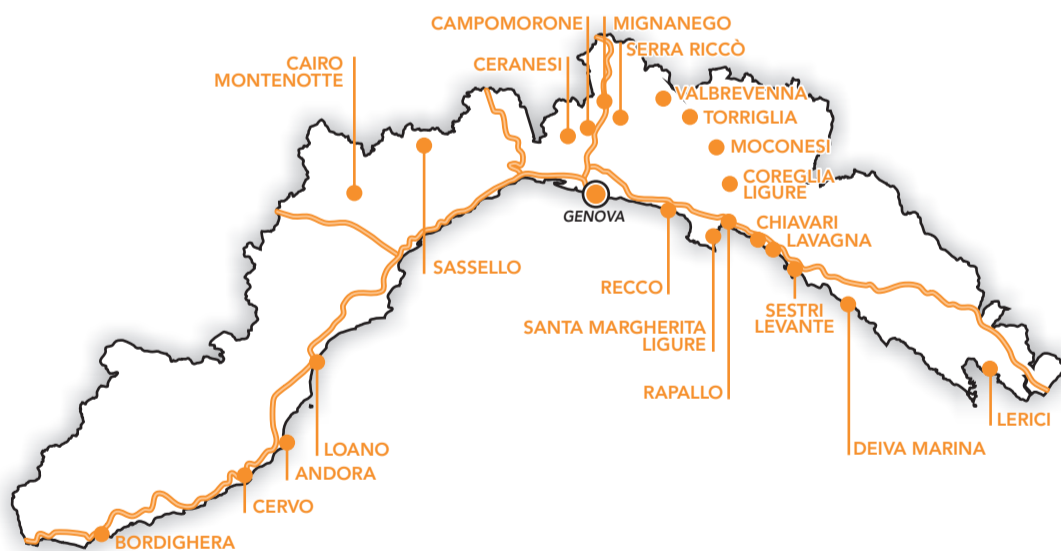 CAMPOMORONE
MIGNANEGO
SERRA RICCÒ
CAIRO
MONTENOTTE
CERANESI
VALBREVENNA
TORRIGLIA
MOCONESI
COREGLIA
LIGURE
GENOVA
CHIAVARI
LAVAGNA
SASSELLO
RECCO
SESTRI
LEVANTE
SANTA MARGHERITA
LIGURE
RAPALLO
LERICI
LOANO
DEIVA MARINA
ANDORA
CERVO
BORDIGHERA